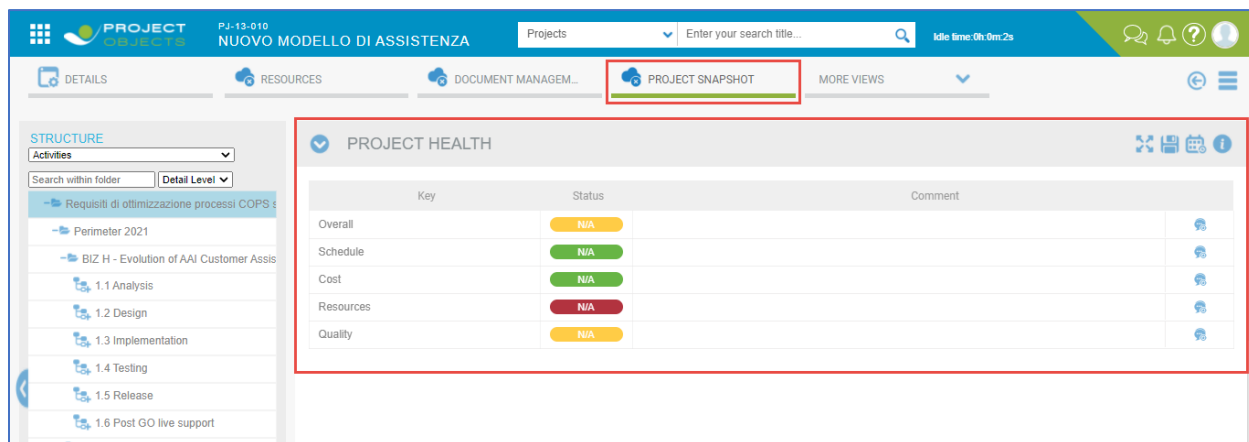 PROJECT
OBJECTS
PJ-13-010
NUOVO MODELLO DI ASSISTENZA
Projects
Enter your search title...
Idle time:0h:0m:2s
DETAILS
RESOURCES
DOCUMENT MANAGEM...
PROJECT SNAPSHOT
MORE VIEWS
STRUCTURE
Activities
Search within folder
Detail Level
Requisiti di ottimizzazione processi COPS s
Perimeter 2021
BIZ H - Evolution of AAI Customer Assis
1.1 Analysis
1.2 Design
1.3 Implementation
1.4 Testing
1.5 Release
1.6 Post GO live support
PROJECT HEALTH
Key Status Comment
Overall N/A
Schedule N/A
Cost N/A
Resources N/A
Quality N/A